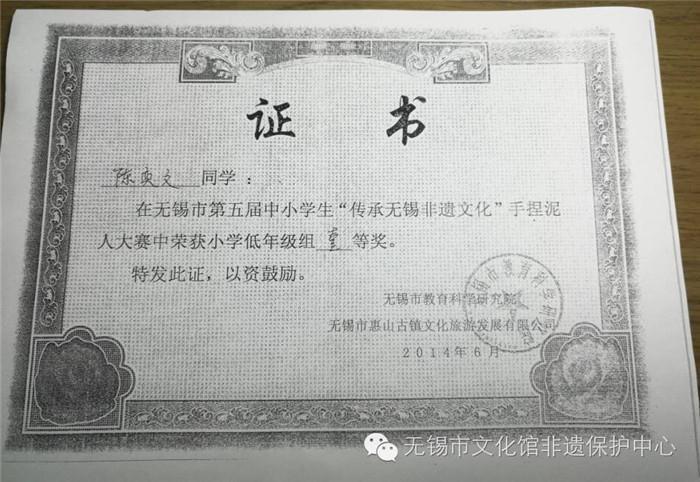 证 书
陈奕文 同学：
在无锡市第五届中小学生“传承无锡非遗文化”手捏泥
人大赛中荣获小学低年级组 壹 等奖。
特发此证，以资鼓励。
无锡市教育科学研究院
无锡市惠山古镇文化旅游发展有限公司
2014年6月
无锡市文化馆非遗保护中心